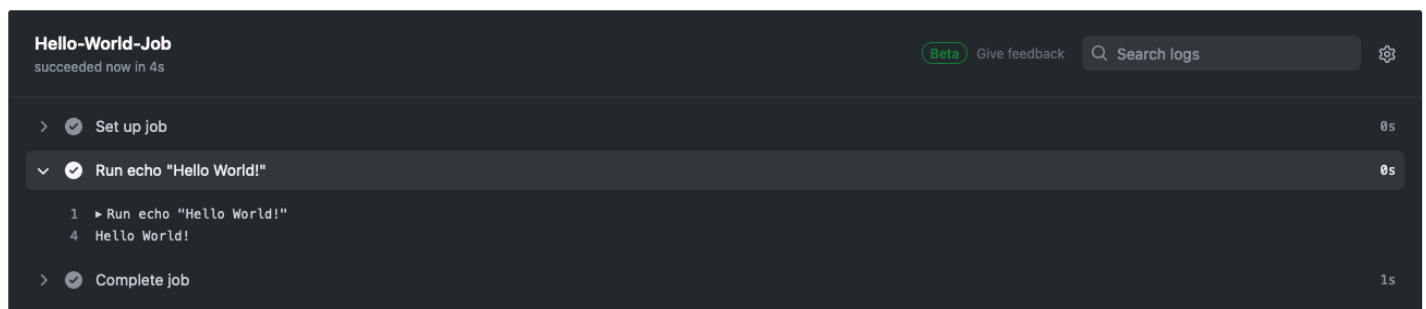 Hello-World-Job
succeeded now in 4s
Beta Give feedback Search logs
Set up job 0s
Run echo "Hello World!" 0s
1 ▸ Run echo "Hello World!"
4 Hello World!
Complete job 1s